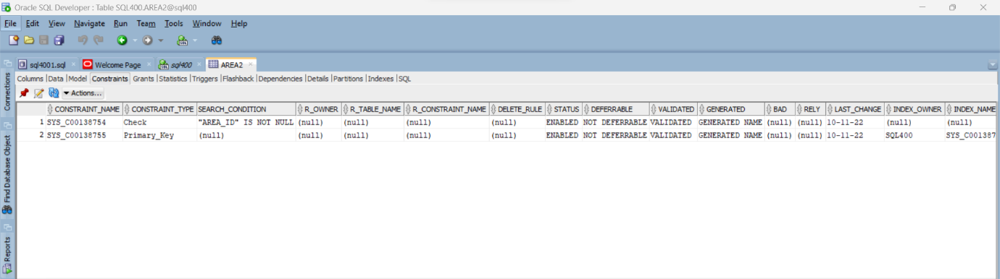 Oracle SQL Developer : Table SQL400.AREA2@sql400
File Edit View Navigate Run Team Tools Window Help
sql4001.sql Welcome Page sql400 AREA2
Columns |Data |Model |Constraints |Grants |Statistics |Triggers |Flashback |Dependencies |Details |Partitions |Indexes |SQL
Actions...
CONSTRAINT_NAME CONSTRAINT_TYPE SEARCH_CONDITION R_OWNER R_TABLE_NAME R_CONSTRAINT_NAME DELETE_RULE STATUS DEFERRABLE VALIDATED GENERATED BAD RELY LAST_CHANGE INDEX_OWNER INDEX_NAME
1 SYS_C00138754 Check "AREA_ID" IS NOT NULL (null) (null) (null) (null) ENABLED NOT DEFERRABLE VALIDATED GENERATED NAME (null) (null) 10-11-22 (null) (null)
2 SYS_C00138755 Primary_Key (null) (null) (null) (null) (null) ENABLED NOT DEFERRABLE VALIDATED GENERATED NAME (null) (null) 10-11-22 SQL400 SYS_C001387
Connections
Find Database Object
Reports